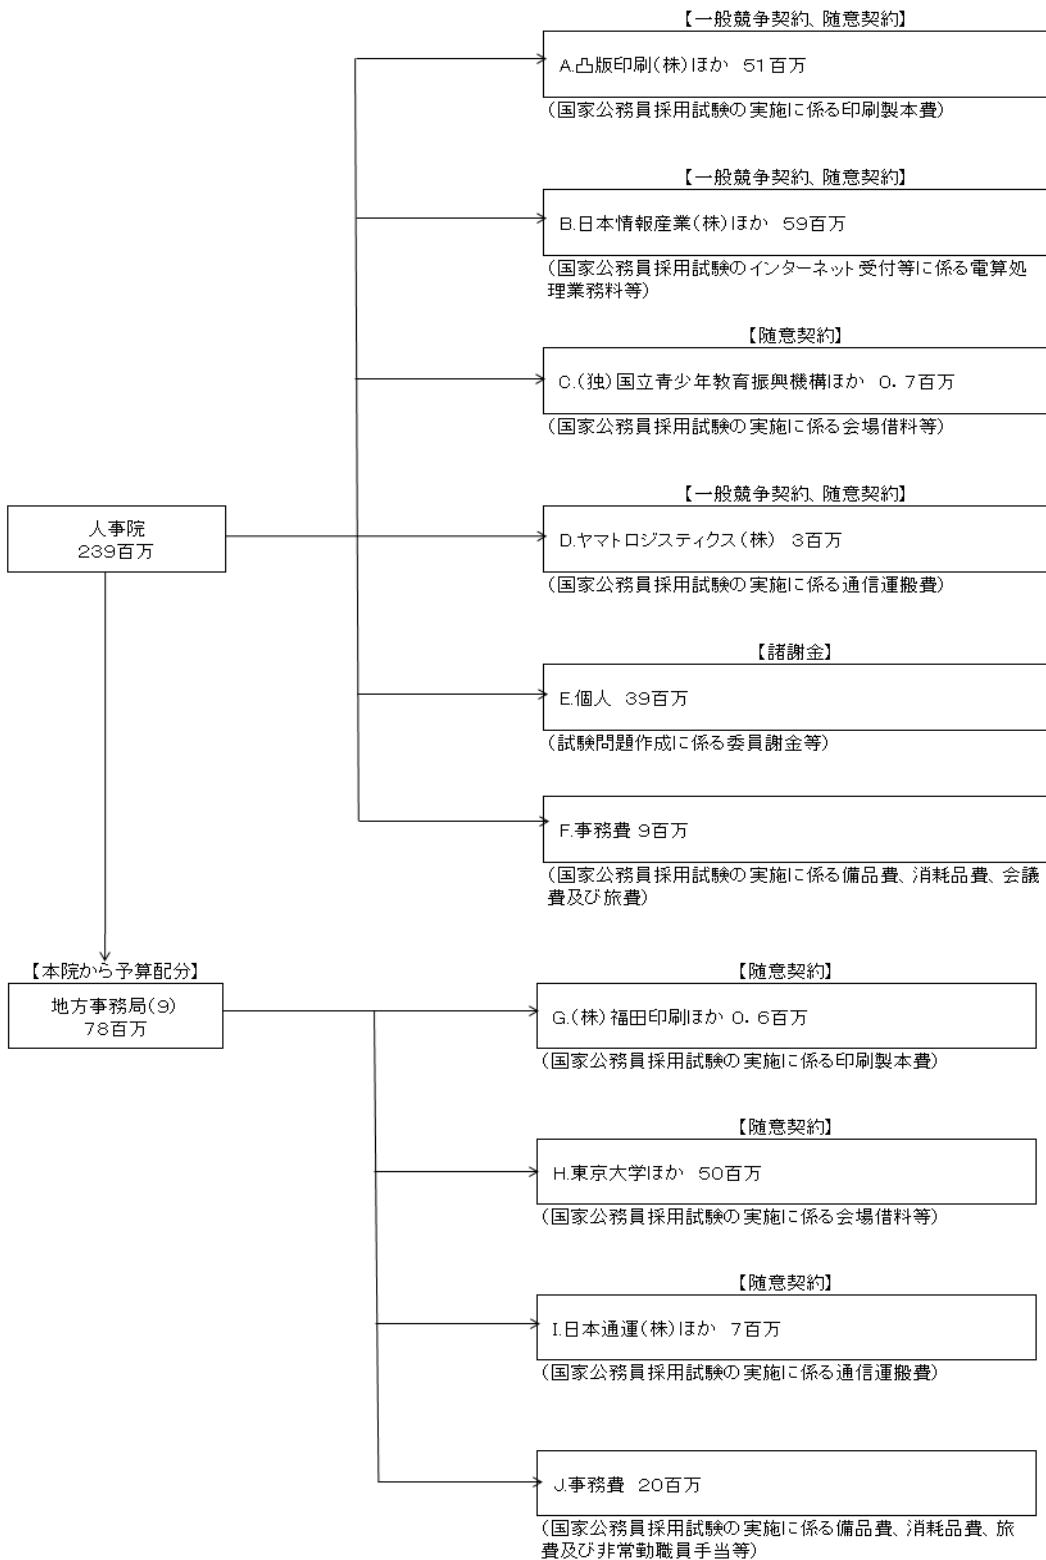 【一般競争契約、随意契約】
A.凸版印刷(株)ほか 51百万
(国家公務員採用試験の実施に係る印刷製本費)
【一般競争契約、随意契約】
B.日本情報産業(株)ほか 59百万
(国家公務員採用試験のインターネット受付等に係る電算処
理業務料等)
【随意契約】
C.(独)国立青少年教育振興機構ほか 0.7百万
(国家公務員採用試験の実施に係る会場借料等)
【一般競争契約、随意契約】
人事院
239百万
D.ヤマトロジスティクス(株) 3百万
(国家公務員採用試験の実施に係る通信運搬費)
【諸謝金】
E.個人 39百万
(試験問題作成に係る委員謝金等)
F.事務費 9百万
(国家公務員採用試験の実施に係る備品費、消耗品費、会議
費及び旅費)
【本院から予算配分】
地方事務局(9)
78百万
【随意契約】
G.(株)福田印刷ほか 0.6百万
(国家公務員採用試験の実施に係る印刷製本費)
【随意契約】
H.東京大学ほか 50百万
(国家公務員採用試験の実施に係る会場借料等)
【随意契約】
I.日本通運(株)ほか 7百万
(国家公務員採用試験の実施に係る通信運搬費)
J.事務費 20百万
(国家公務員採用試験の実施に係る備品費、消耗品費、旅
費及び非常勤職員手当等)